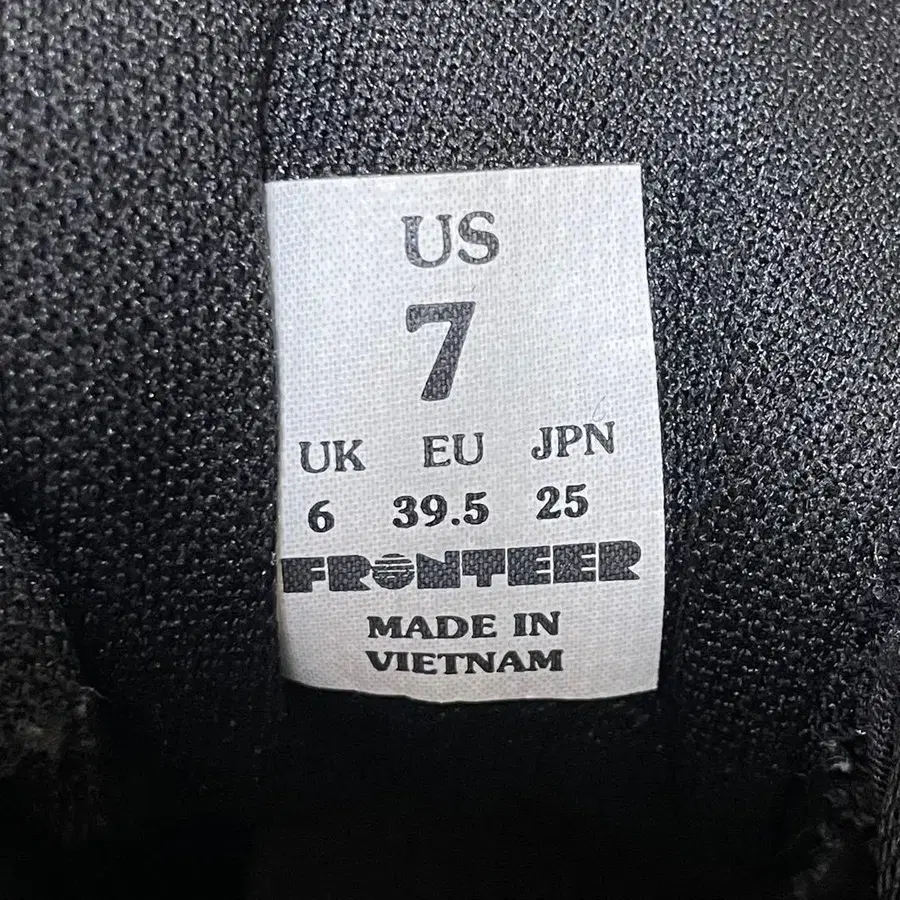 US
7
UK EU JPN
6 39.5 25
FRONTEER
MADE IN
VIETNAM